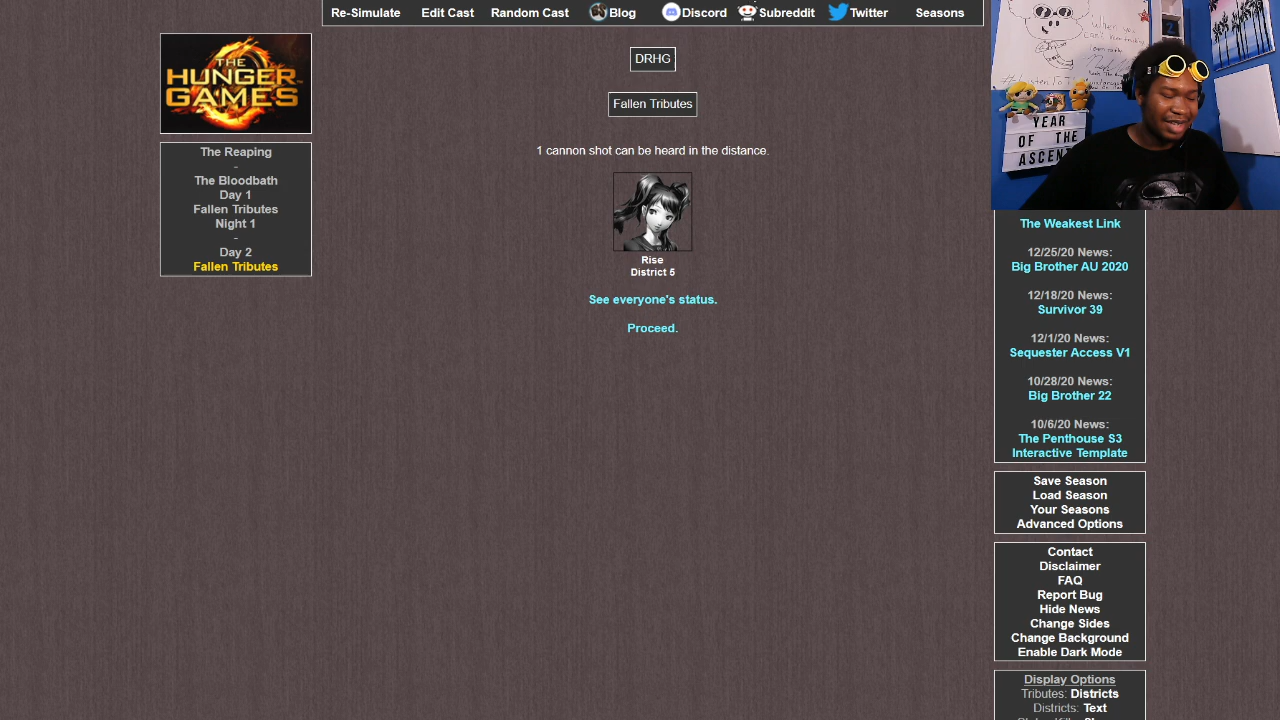 Re-Simulate
Edit Cast
Random Cast
Blog
Discord
Subreddit
Twitter
Seasons
THE
HUNGER
GAMES
The Reaping
-
The Bloodbath
Day 1
Fallen Tributes
Night 1
-
Day 2
Fallen Tributes
DRHG
Fallen Tributes
1 cannon shot can be heard in the distance.
Rise
District 5
See everyone's status.
Proceed.
YEAR
OF THE
ASCEN
The Weakest Link
12/25/20 News:
Big Brother AU 2020
12/18/20 News:
Survivor 39
12/1/20 News:
Sequester Access V1
10/28/20 News:
Big Brother 22
10/6/20 News:
The Penthouse S3
Interactive Template
Save Season
Load Season
Your Seasons
Advanced Options
Contact
Disclaimer
FAQ
Report Bug
Hide News
Change Sides
Change Background
Enable Dark Mode
Display Options
Tributes: Districts
Districts: Text